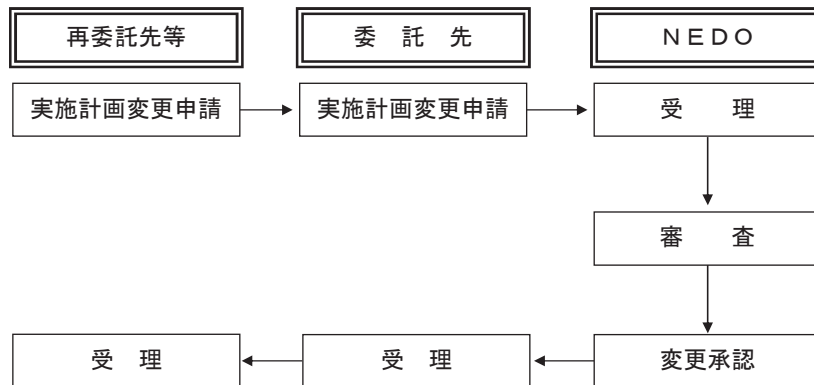 再委託先等
委 託 先
NEDO
実施計画変更申請
実施計画変更申請
受 理
審 査
受 理
受 理
変更承認